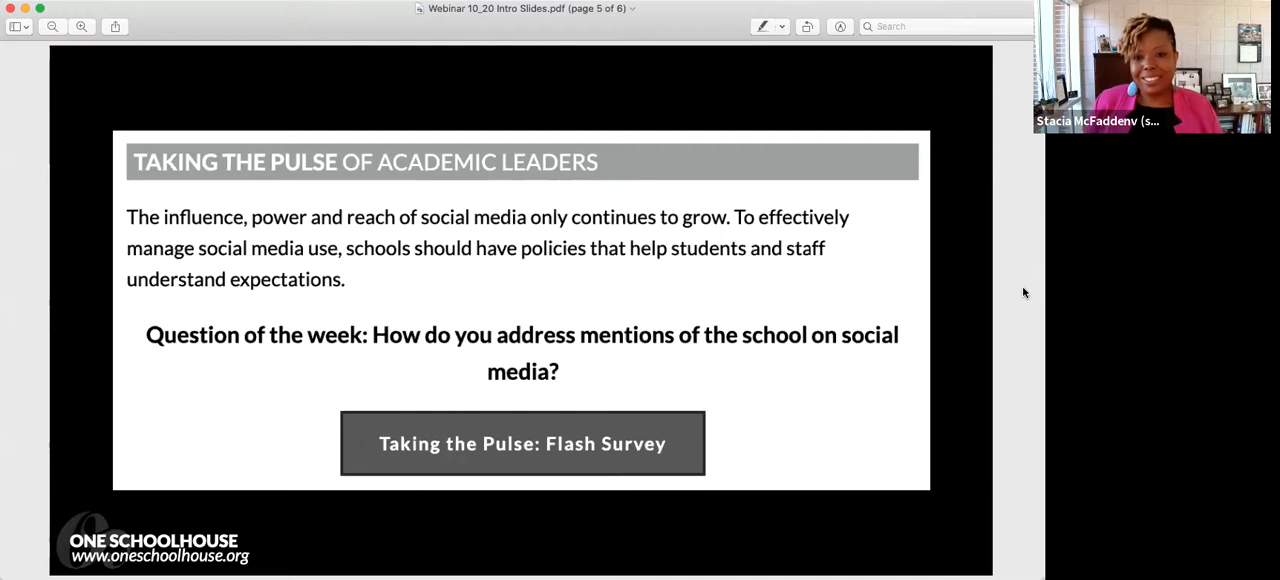 Webinar 10_20 Intro Slides.pdf (page 5 of 6)
Search
Stacia McFaddenv (s...
TAKING THE PULSE OF ACADEMIC LEADERS
The influence, power and reach of social media only continues to grow. To effectively
manage social media use, schools should have policies that help students and staff
understand expectations.
Question of the week: How do you address mentions of the school on social
media?
Taking the Pulse: Flash Survey
ONE SCHOOLHOUSE
www.oneschoolhouse.org